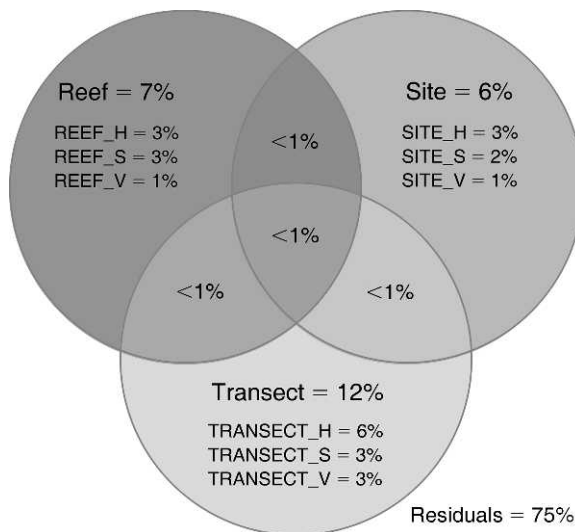 Reef = 7%
REEF_H = 3%
REEF_S = 3%
REEF_V = 1%
Site = 6%
SITE_H = 3%
SITE_S = 2%
SITE_V = 1%
<1%
<1%
<1%
<1%
Transect = 12%
TRANSECT_H = 6%
TRANSECT_S = 3%
TRANSECT_V = 3%
Residuals = 75%